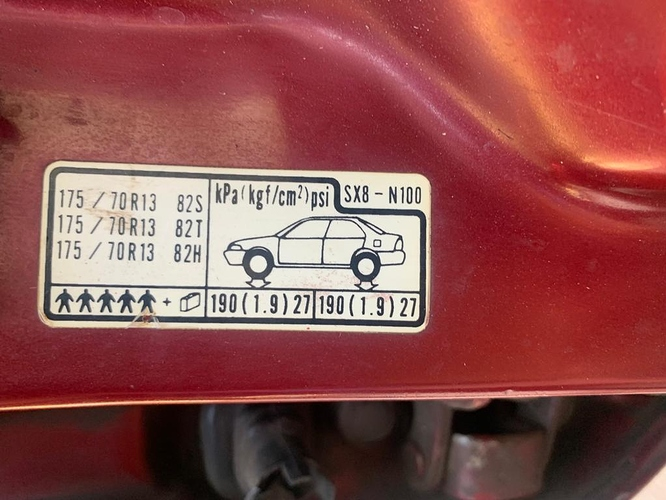 175 / 70R13 82S
175 / 70R13 82T
175 / 70R13 82H
kPa(kgf/cm²)psi
SX8 - N100
+
190(1.9)27
190(1.9)27